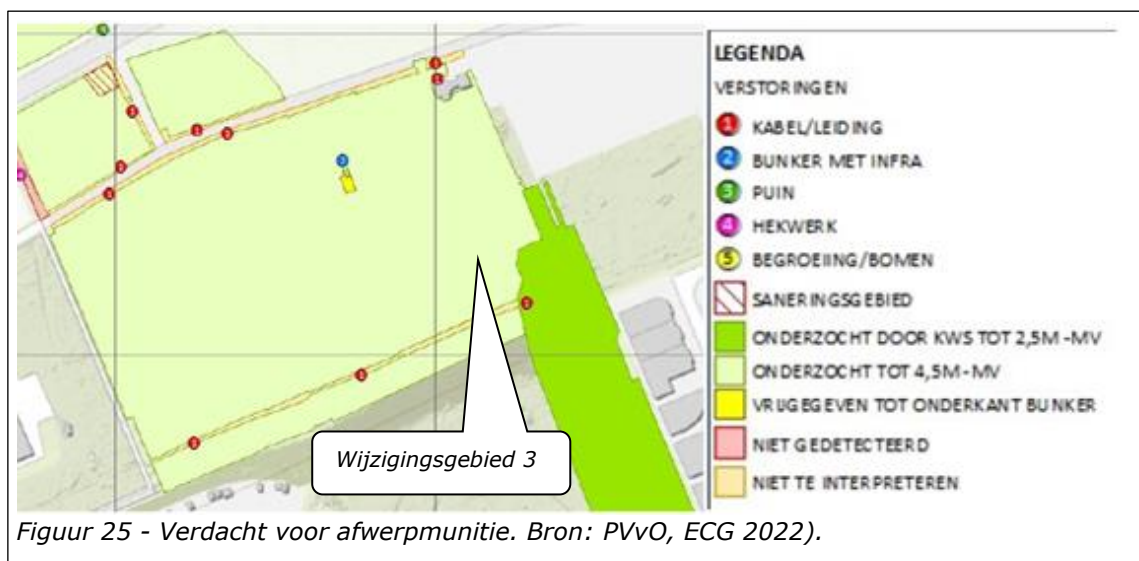 LEGENDA
VERSTORINGEN
1 KABEL/LEIDING
2 BUNKER MET INFRA
3 PUIN
4 HEKWERK
5 BEGROEIING/BOMEN
SANERINGSGEBIED
ONDERZOCHT DOOR KWS TOT 2,5M -MV
ONDERZOCHT TOT 4,5M -MV
VRIJGEGEVEN TOT ONDERKANT BUNKER
NIET GEDETECTEERD
NIET TE INTERPRETEREN
Wijzigingsgebied 3
Figuur 25 - Verdacht voor afwerpmunitie. Bron: PVvO, ECG 2022).